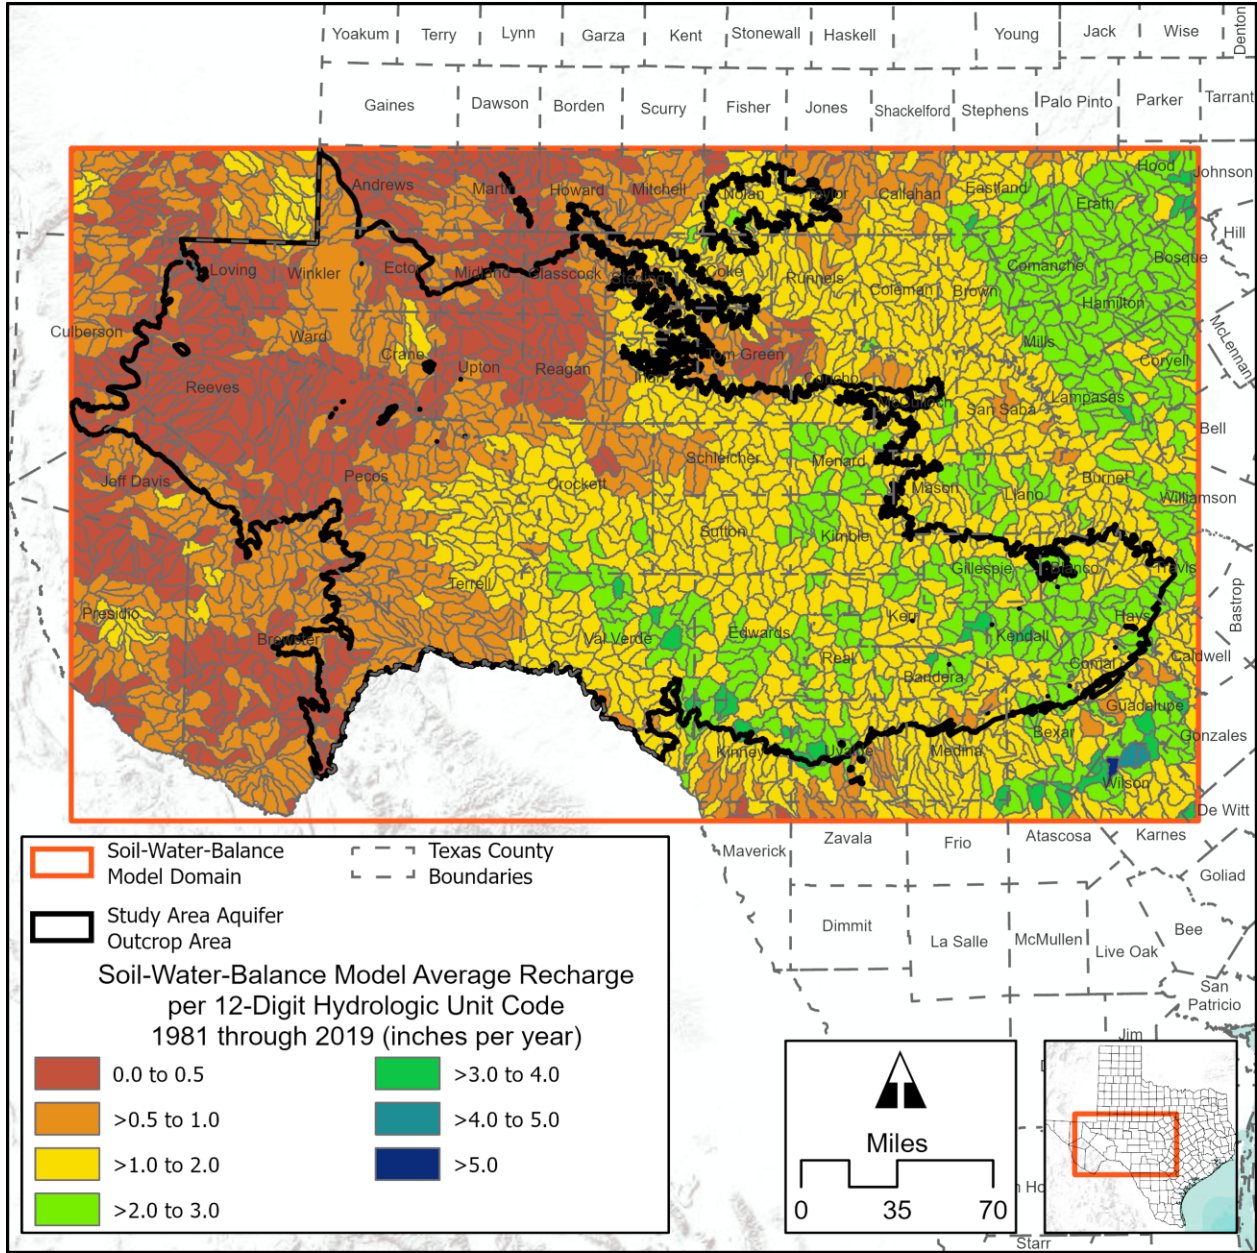 Yoakum Terry Lynn Garza Kent Stonewall Haskell Young Jack Wise Denton
Gaines Dawson Borden Scurry Fisher Jones Shackelford Stephens Palo Pinto Parker Tarrant
Andrews Martin Howard Mitchell Nolan Taylor Callahan Eastland Hood Johnson
Erath
Hill
Loving Winkler Ector Midland Glasscock Sterling Coke Runnels Coleman Brown Comanche Bosque
Hamilton
Culberson Ward Crane Upton Reagan Irion Tom Green Concho Mills Coryell McLennan
Reeves McCulloch San Saba Lampasas Bell
Jeff Davis Pecos Crockett Schleicher Menard Mason Llano Burnet Williamson
Sutton Kimble Gillespie Blanco Travis
Presidio Terrell Kerr Hays Bastrop
Brewster Val Verde Edwards Real Kendall Comal Caldwell
Bandera Guadalupe
Kinney Uvalde Medina Bexar Gonzales
Wilson
De Witt
Maverick Zavala Frio Atascosa Karnes
Goliad
Dimmit La Salle McMullen Live Oak Bee
San
Patricio
Jim
Starr
Soil-Water-Balance
Model Domain
Texas County
Boundaries
Study Area Aquifer
Outcrop Area
Soil-Water-Balance Model Average Recharge
per 12-Digit Hydrologic Unit Code
1981 through 2019 (inches per year)
0.0 to 0.5
>0.5 to 1.0
>1.0 to 2.0
>2.0 to 3.0
>3.0 to 4.0
>4.0 to 5.0
>5.0
Miles
0 35 70